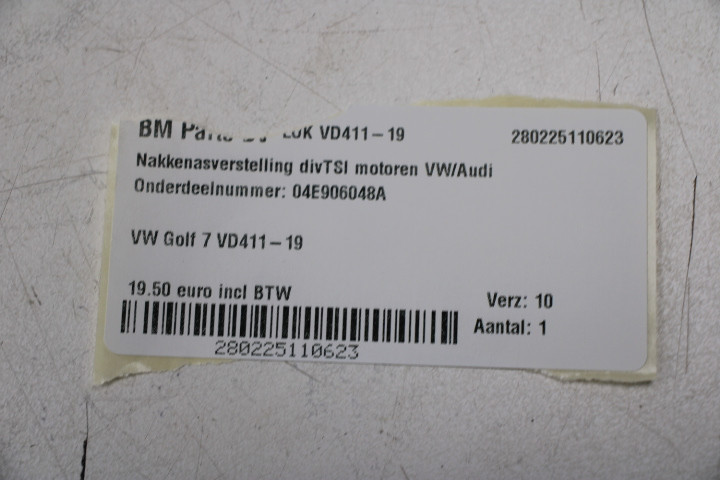 BM VD411-19 280225110623
Nakkenasverstelling divTSI motoren VW/Audi
Onderdeelnummer: 04E906048A
VW Golf 7 VD411-19
19.50 euro incl BTW
Verz: 10
Aantal: 1
280225110623